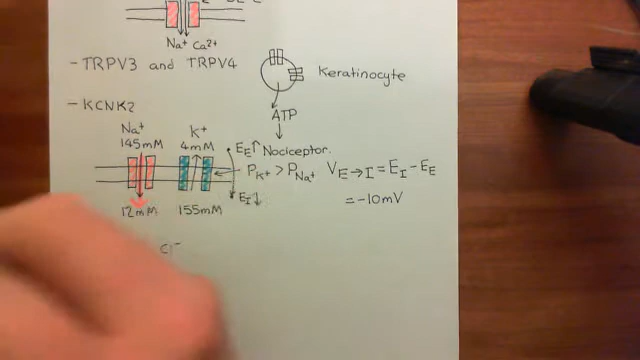 Na+ Ca2+
- TRPV3 and TRPV4
Keratinocyte
- KCNK2
ATP
Na+ K+
145mM 4mM
EE↑ Nociceptor.
PK+ > PNa+
VE→I = EI - EE
= -10mV
EI↓
12mM 155mM
Cl-